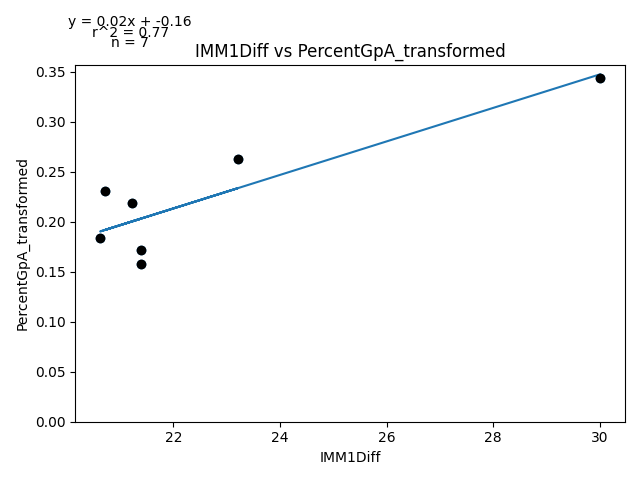 y = 0.02x + -0.16
r^2 = 0.77
n = 7
IMM1Diff vs PercentGpA_transformed
PercentGpA_transformed
0.35
0.30
0.25
0.20
0.15
0.10
0.05
0.00
22 24 26 28 30
IMM1Diff